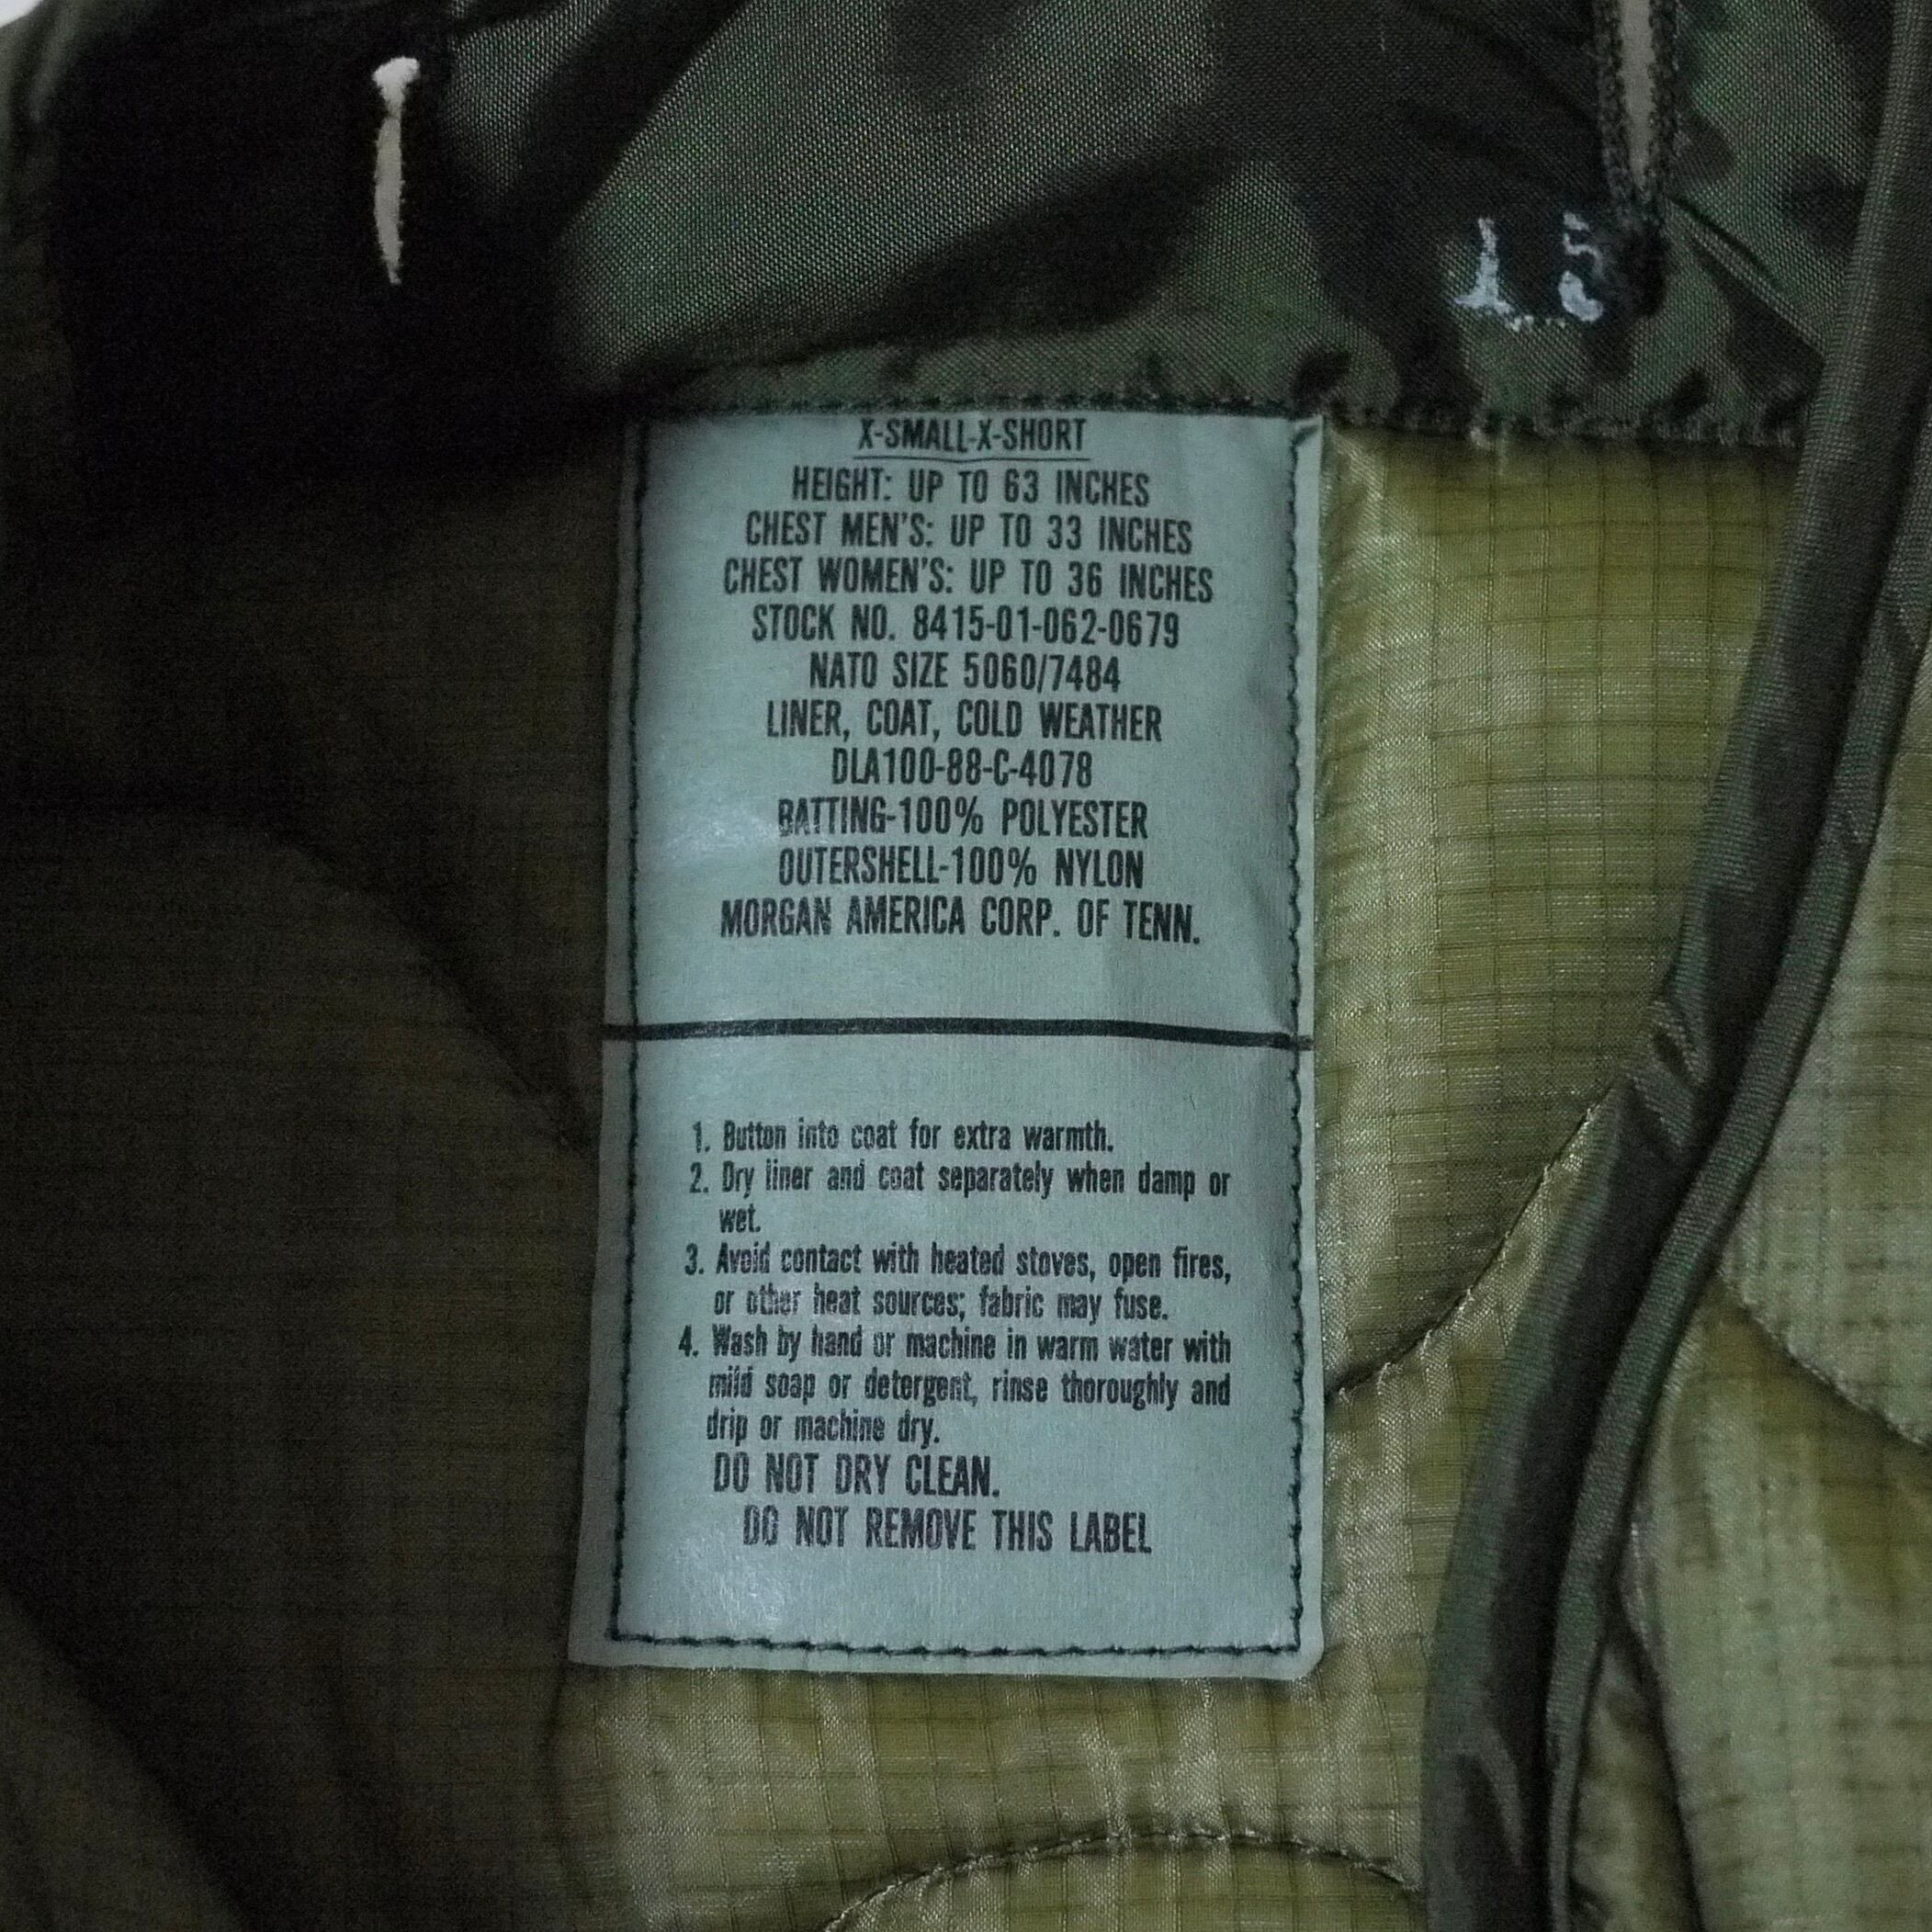 15
X-SMALL-X-SHORT
HEIGHT: UP TO 63 INCHES
CHEST MEN'S: UP TO 33 INCHES
CHEST WOMEN'S: UP TO 36 INCHES
STOCK NO. 8415-01-062-0679
NATO SIZE 5060/7484
LINER, COAT, COLD WEATHER
DLA100-88-C-4078
BATTING-100% POLYESTER
OUTERSHELL-100% NYLON
MORGAN AMERICA CORP. OF TENN.
1. Button into coat for extra warmth.
2. Dry liner and coat separately when damp or
wet.
3. Avoid contact with heated stoves, open fires,
or other heat sources; fabric may fuse.
4. Wash by hand or machine in warm water with
mild soap or detergent, rinse thoroughly and
drip or machine dry.
DO NOT DRY CLEAN.
DO NOT REMOVE THIS LABEL